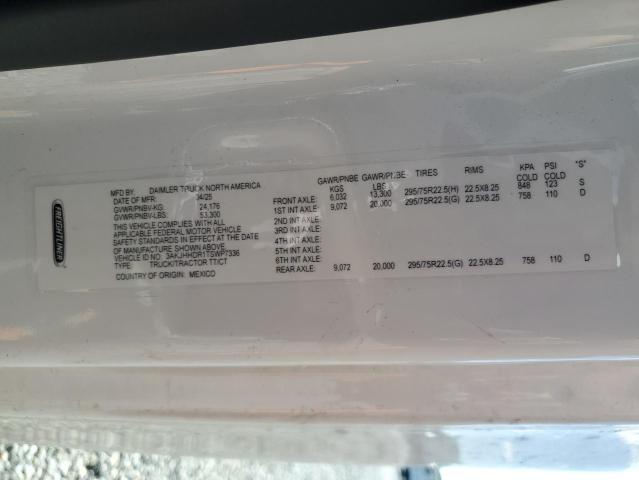 FREIGHTLINER
MFD BY: DAIMLER TRUCK NORTH AMERICA
DATE OF MFR: 04/25
GVWR/PNBV-KG: 24,176
GVWR/PNBV-LBS: 53,300
THIS VEHICLE COMPLIES WITH ALL
APPLICABLE FEDERAL MOTOR VEHICLE
SAFETY STANDARDS IN EFFECT AT THE DATE
OF MANUFACTURE SHOWN ABOVE.
VEHICLE ID NO.: 3AKJHHDR1TSWP7336
TYPE: TRUCK/TRACTOR TT/CT
COUNTRY OF ORIGIN: MEXICO
GAWR/PNBE GAWR/PNBE TIRES RIMS KPA PSI "S"
KGS LBS COLD COLD
FRONT AXLE: 6,032 13,300 295/75R22.5(H) 22.5X8.25 848 123 S
1ST INT AXLE: 9,072 20,000 295/75R22.5(G) 22.5X8.25 758 110 D
2ND INT AXLE:
3RD INT AXLE:
4TH INT AXLE:
5TH INT AXLE:
6TH INT AXLE:
REAR AXLE: 9,072 20,000 295/75R22.5(G) 22.5X8.25 758 110 D